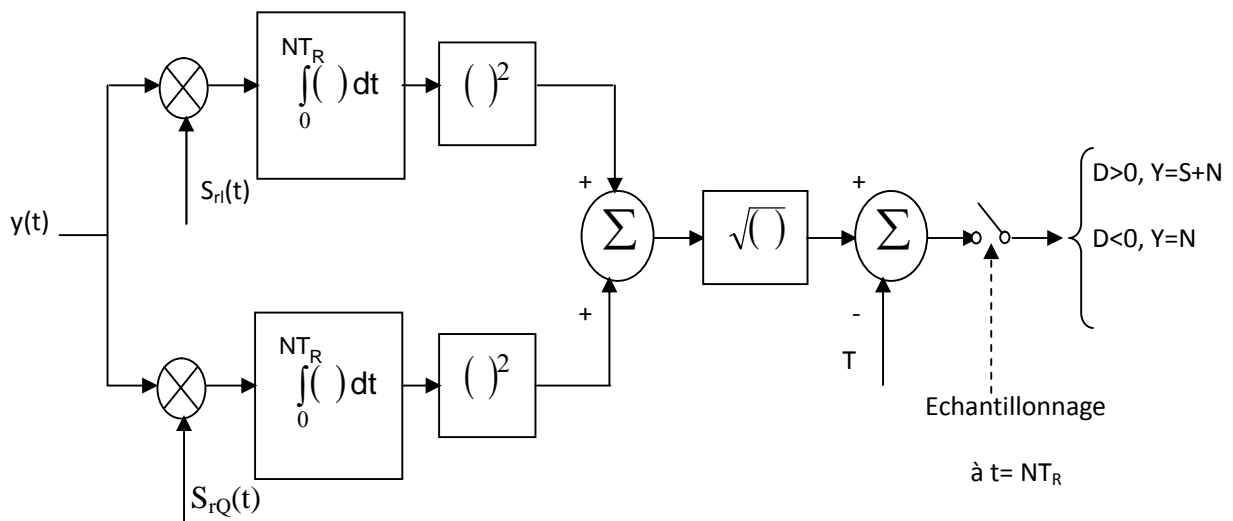 NT_R
∫( ) dt
0
( )²
S_rI(t)
+
D>0, Y=S+N
y(t)
Σ
√( )
+
Σ
D<0, Y=N
+
-
NT_R
∫( ) dt
0
( )²
T
Echantillonnage
à t= NT_R
S_rQ(t)